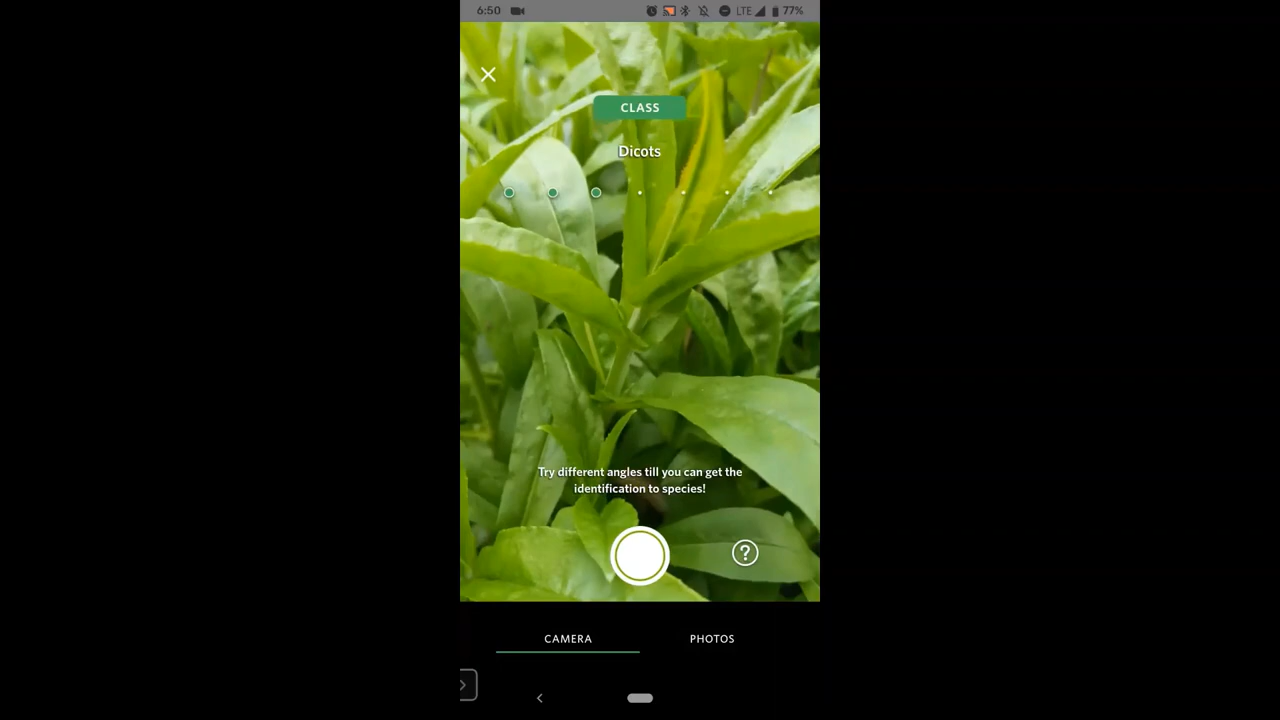 6:50
LTE 77%
CLASS
Dicots
Try different angles till you can get the
identification to species!
?
CAMERA PHOTOS